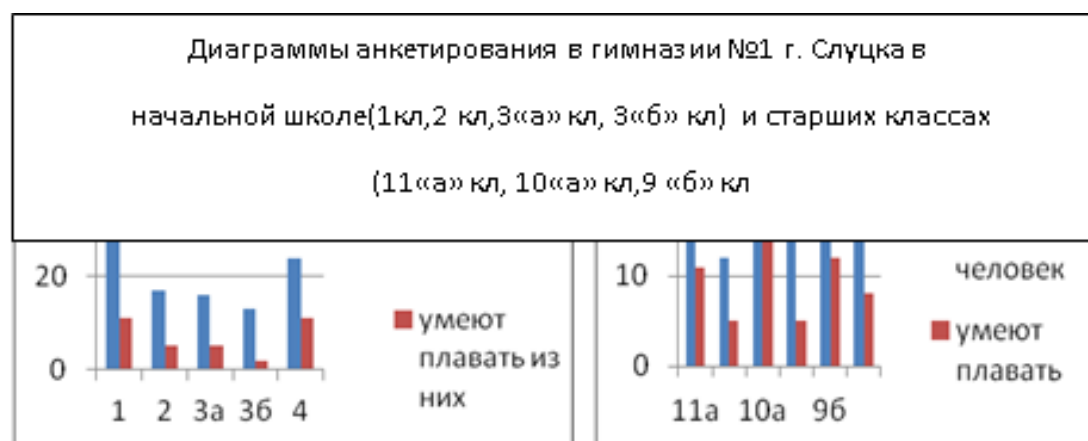 Диаграммы анкетирования в гимназии №1 г. Слуцка в
начальной школе(1кл,2 кл,3«а» кл, 3«б» кл) и старших классах
(11«а» кл, 10«а» кл,9 «б» кл
20
0
1 2 3а 3б 4
умеют
плавать из
них
10
0
11а 10а 9б
человек
умеют
плавать